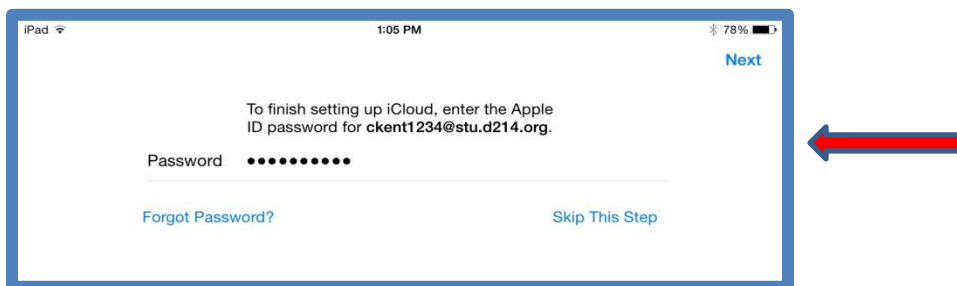 iPad 1:05 PM 78%
Next
To finish setting up iCloud, enter the Apple
ID password for ckent1234@stu.d214.org.
Password ●●●●●●●●●●
Forgot Password? Skip This Step